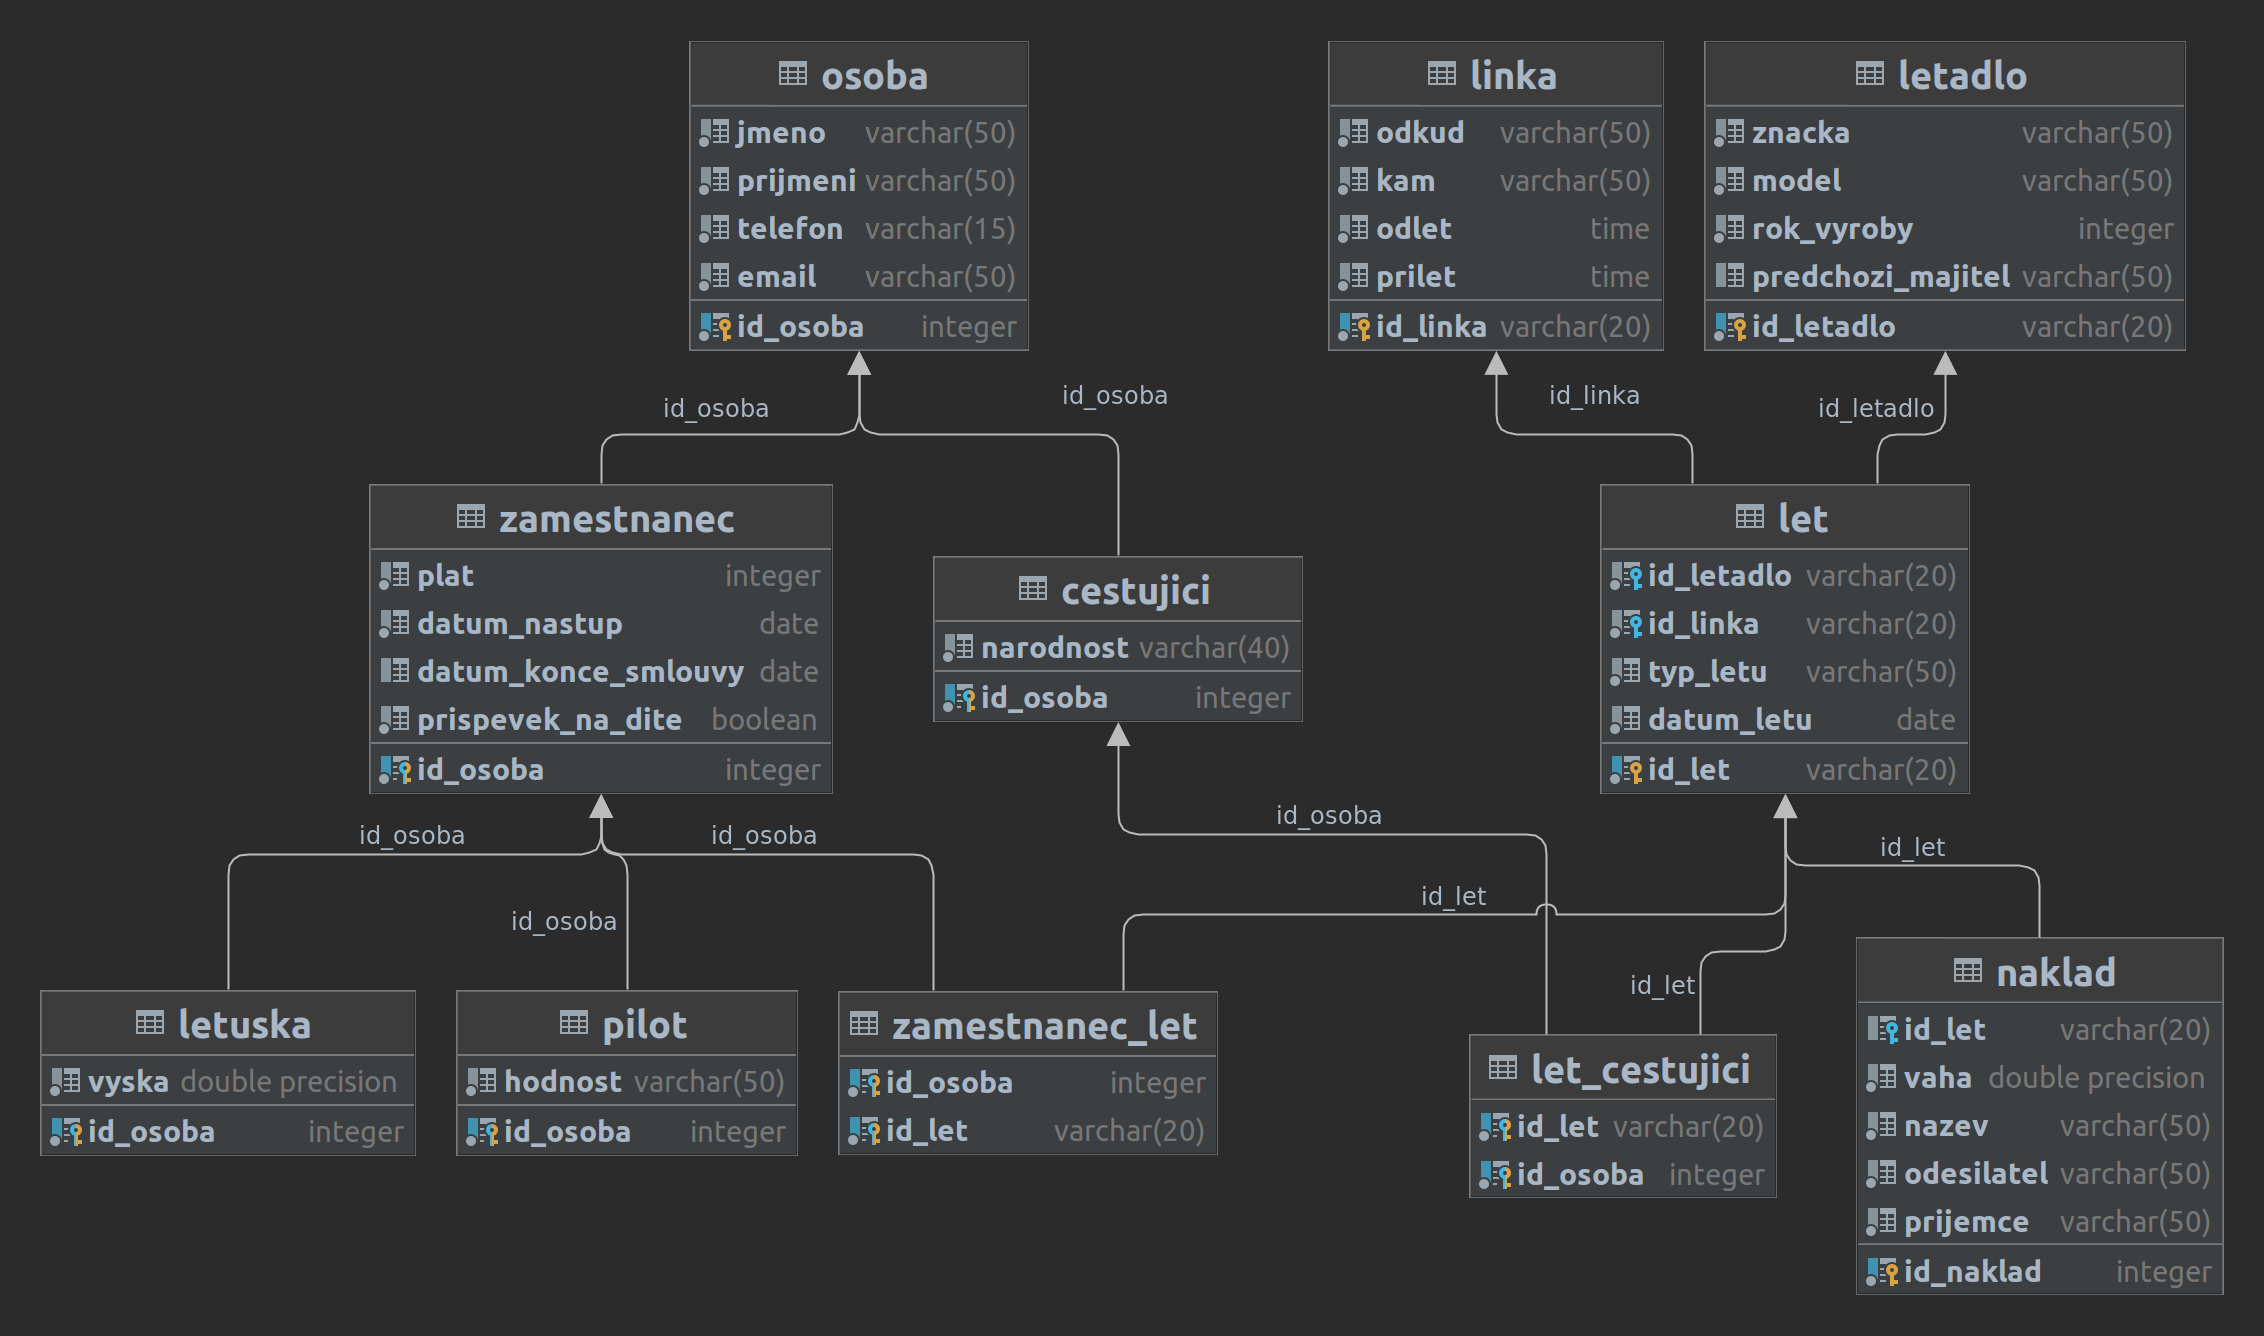 osoba
jmeno varchar(50)
prijmeni varchar(50)
telefon varchar(15)
email varchar(50)
id_osoba integer
linka
odkud varchar(50)
kam varchar(50)
odlet time
prilet time
id_linka varchar(20)
letadlo
znacka varchar(50)
model varchar(50)
rok_vyroby integer
predchozi_majitel varchar(50)
id_letadlo varchar(20)
id_osoba
id_osoba
id_linka
id_letadlo
zamestnanec
plat integer
datum_nastup date
datum_konce_smlouvy date
prispevek_na_dite boolean
id_osoba integer
cestujici
narodnost varchar(40)
id_osoba integer
let
id_letadlo varchar(20)
id_linka varchar(20)
typ_letu varchar(50)
datum_letu date
id_let varchar(20)
id_osoba
id_osoba
id_osoba
id_osoba
id_let
id_let
id_let
letuska
vyska double precision
id_osoba integer
pilot
hodnost varchar(50)
id_osoba integer
zamestnanec_let
id_osoba integer
id_let varchar(20)
let_cestujici
id_let varchar(20)
id_osoba integer
naklad
id_let varchar(20)
vaha double precision
nazev varchar(50)
odesilatel varchar(50)
prijemce varchar(50)
id_naklad integer